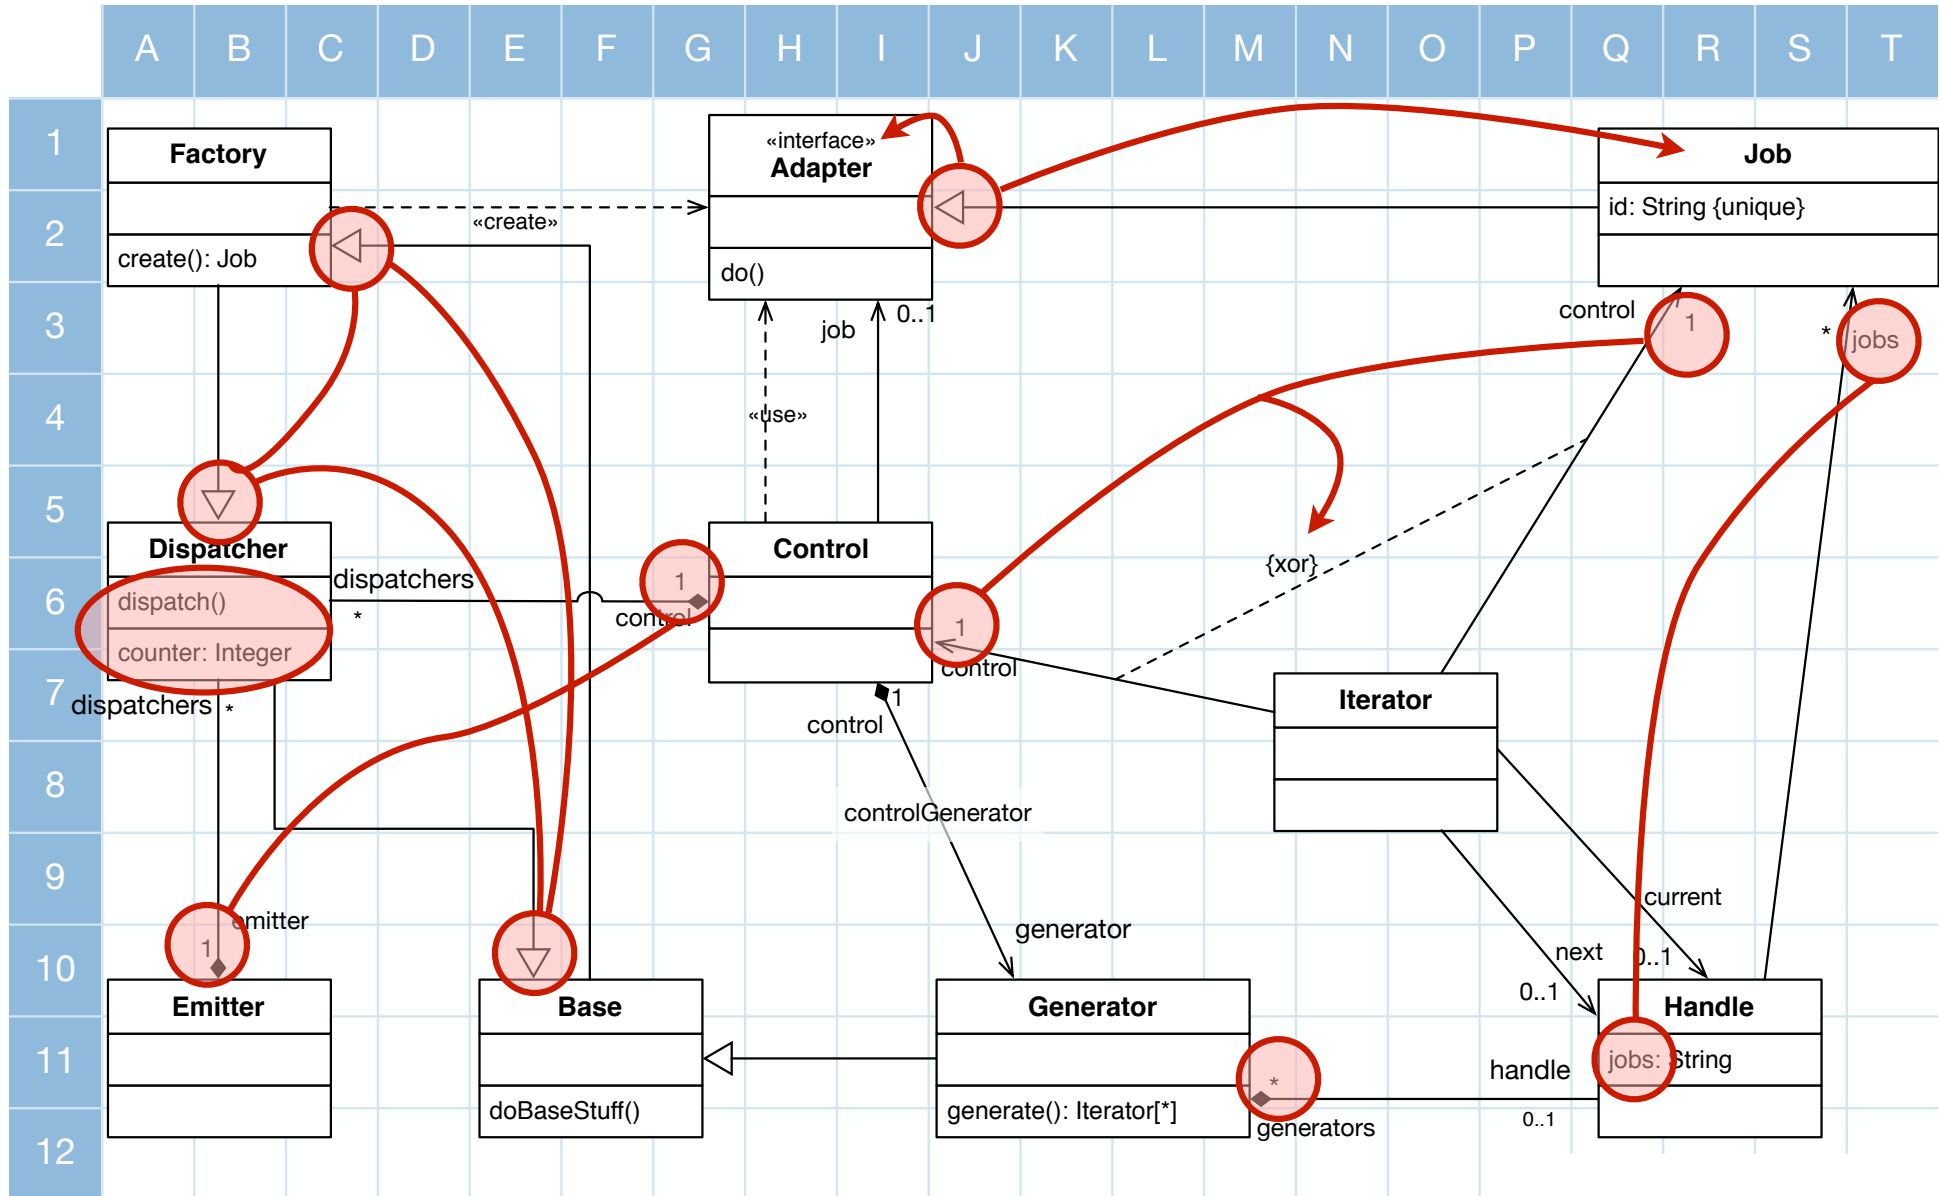 A B C D E F G H I J K L M N O P Q R S T
1
2
3
4
5
6
7
8
9
10
11
12
Factory
create(): Job
«create»
«interface»
Adapter
do()
Job
id: String {unique}
job
0..1
«use»
control
1
* jobs
Dispatcher
dispatch()
counter: Integer
dispatchers
*
1
control
Control
1
control
{xor}
Iterator
dispatchers *
1
control
controlGenerator
generator
emitter
1
Emitter
Base
doBaseStuff()
Generator
generate(): Iterator[*]
current
0..1
next
0..1
Handle
jobs: String
handle
0..1
*
generators